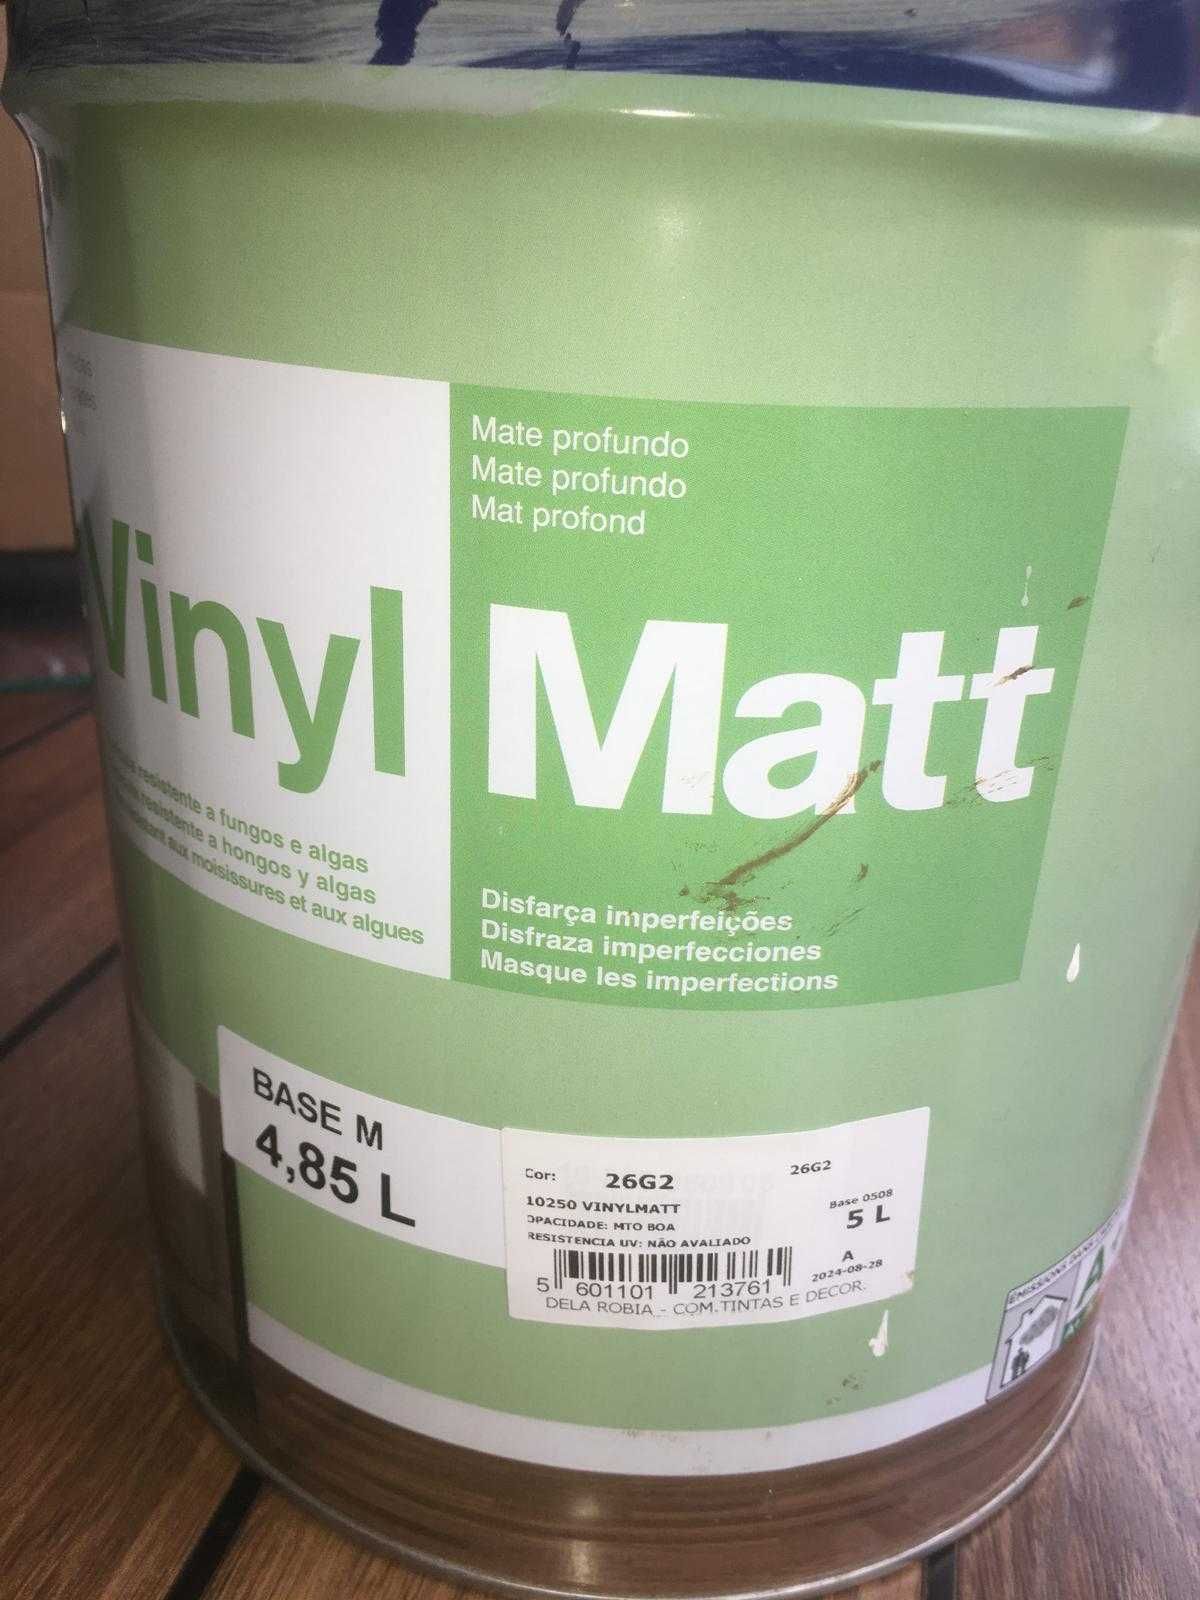 Mate profundo
Mate profundo
Mat profond
Vinyl Matt
resistente a fungos e algas
resistente a hongos y algas
aux moisissures et aux algues
Disfarça imperfeições
Disfraza imperfecciones
Masque les imperfections
BASE M
4,85 L
Cor: 26G2 26G2
10250 VINYLMATT
Base 0508
OPACIDADE: MTO BOA
5 L
RESISTENCIA UV: NÃO AVALIADO
A
2024-08-28
5 601101 213761
DELA ROBIA - COM.TINTAS E DECOR.
ÉMISSIONS DANS
A